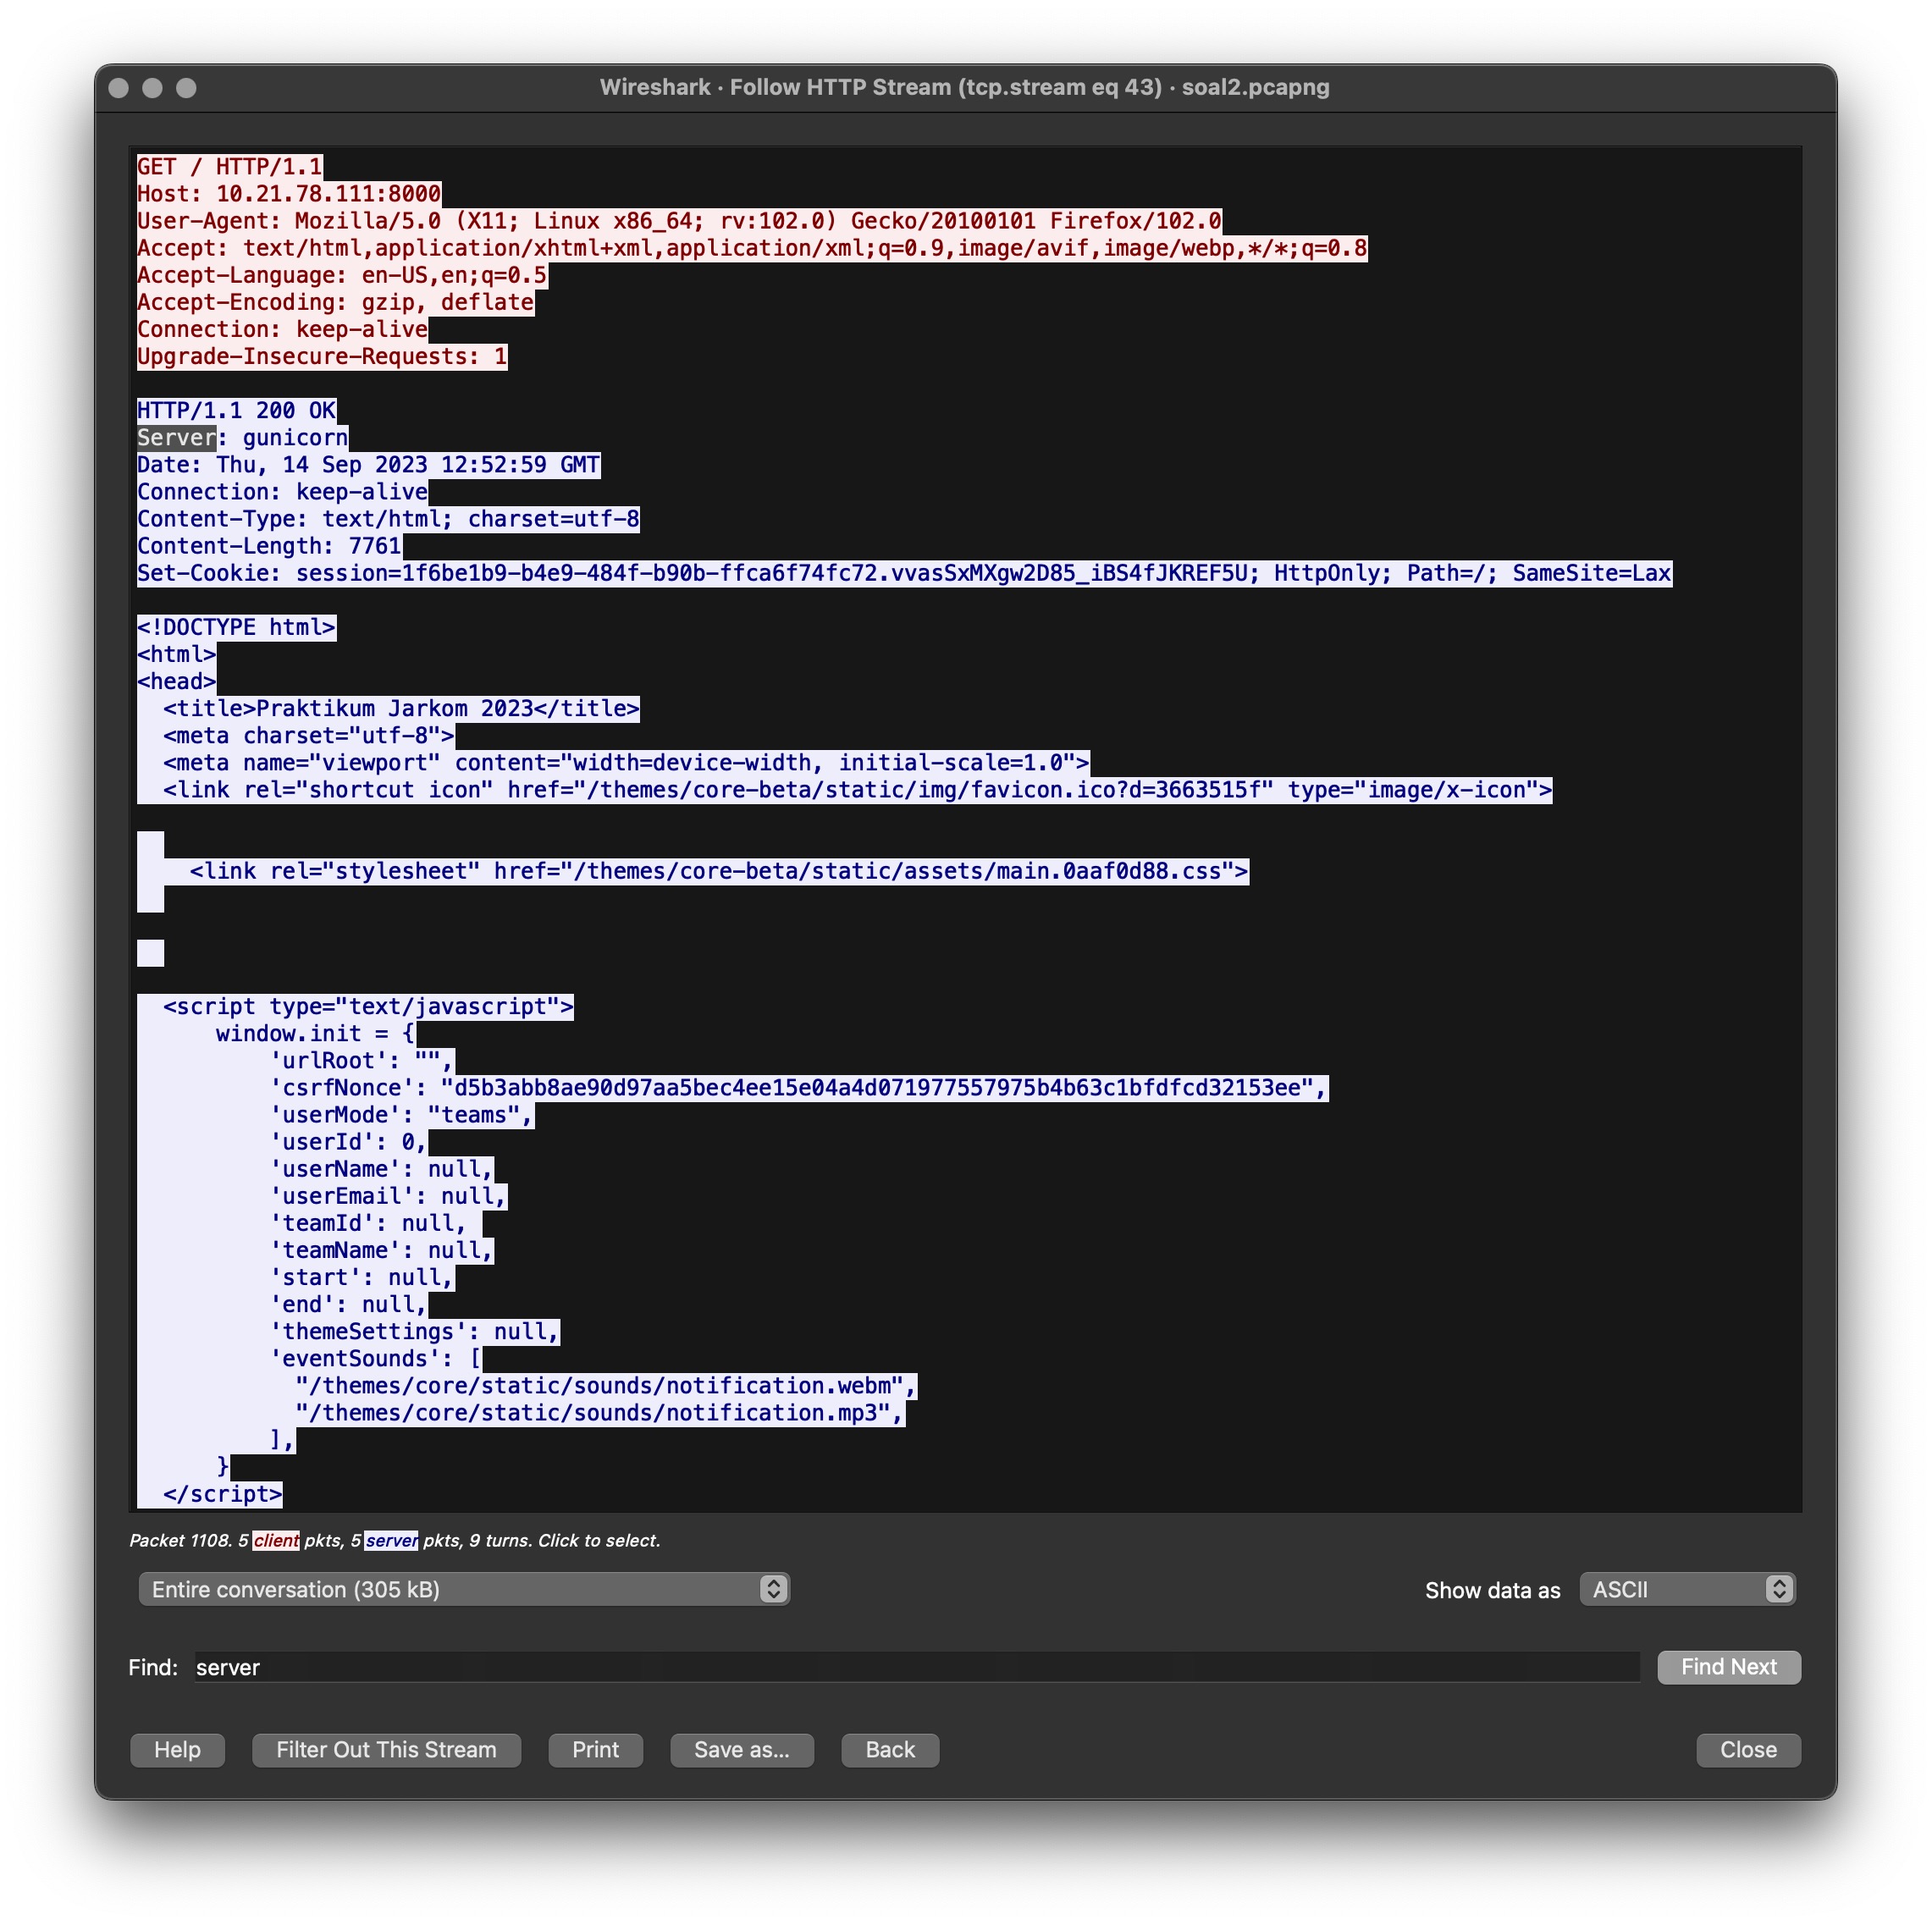 Wireshark · Follow HTTP Stream (tcp.stream eq 43) · soal2.pcapng
GET / HTTP/1.1
Host: 10.21.78.111:8000
User-Agent: Mozilla/5.0 (X11; Linux x86_64; rv:102.0) Gecko/20100101 Firefox/102.0
Accept: text/html,application/xhtml+xml,application/xml;q=0.9,image/avif,image/webp,*/*;q=0.8
Accept-Language: en-US,en;q=0.5
Accept-Encoding: gzip, deflate
Connection: keep-alive
Upgrade-Insecure-Requests: 1
HTTP/1.1 200 OK
Server: gunicorn
Date: Thu, 14 Sep 2023 12:52:59 GMT
Connection: keep-alive
Content-Type: text/html; charset=utf-8
Content-Length: 7761
Set-Cookie: session=1f6be1b9-b4e9-484f-b90b-ffca6f74fc72.vvasSxMXgw2D85_iBS4fJKREF5U; HttpOnly; Path=/; SameSite=Lax
<!DOCTYPE html>
<html>
<head>
<title>Praktikum Jarkom 2023</title>
<meta charset="utf-8">
<meta name="viewport" content="width=device-width, initial-scale=1.0">
<link rel="shortcut icon" href="/themes/core-beta/static/img/favicon.ico?d=3663515f" type="image/x-icon">
<link rel="stylesheet" href="/themes/core-beta/static/assets/main.0aaf0d88.css">
<script type="text/javascript">
window.init = {
'urlRoot': "",
'csrfNonce': "d5b3abb8ae90d97aa5bec4ee15e04a4d071977557975b4b63c1bfdfcd32153ee",
'userMode': "teams",
'userId': 0,
'userName': null,
'userEmail': null,
'teamId': null,
'teamName': null,
'start': null,
'end': null,
'themeSettings': null,
'eventSounds': [
"/themes/core/static/sounds/notification.webm",
"/themes/core/static/sounds/notification.mp3",
],
}
</script>
Packet 1108. 5 client pkts, 5 server pkts, 9 turns. Click to select.
Entire conversation (305 kB) Show data as ASCII
Find: server Find Next
Help Filter Out This Stream Print Save as... Back Close